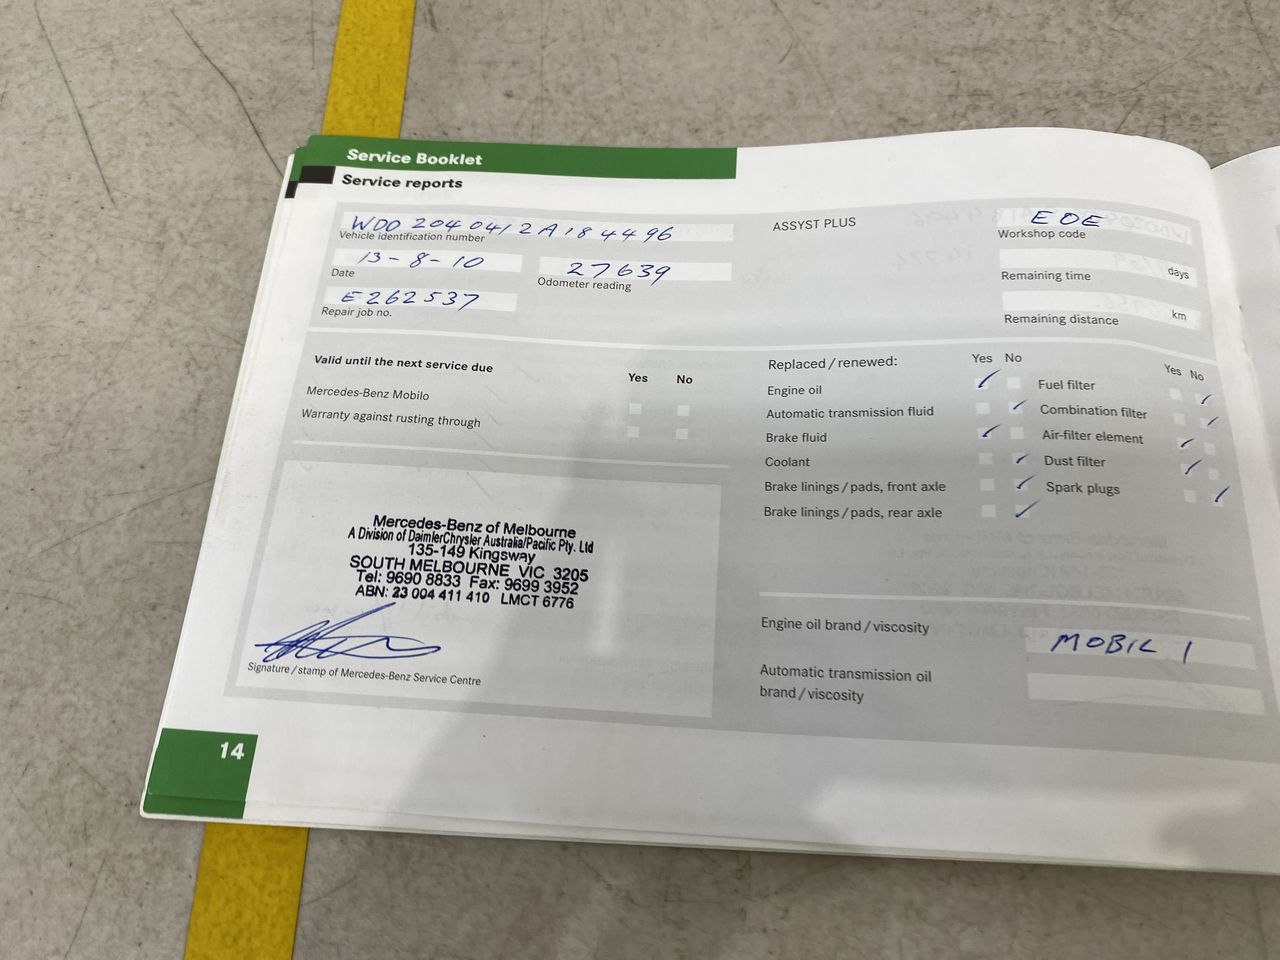 Service Booklet
Service reports
WDD 204 041 2 A 184496
Vehicle identification number
ASSYST PLUS
EOE
Workshop code
13-8-10
Date
27639
Odometer reading
Remaining time
days
E262537
Repair job no.
Remaining distance
km
Valid until the next service due
Yes No
Mercedes-Benz Mobilo
Warranty against rusting through
Replaced / renewed:
Yes No
Yes No
Engine oil
Fuel filter
Automatic transmission fluid
Combination filter
Brake fluid
Air-filter element
Coolant
Dust filter
Brake linings / pads, front axle
Spark plugs
Brake linings / pads, rear axle
Mercedes-Benz of Melbourne
A Division of DaimlerChrysler Australia/Pacific Pty. Ltd
135-149 Kingsway
SOUTH MELBOURNE VIC 3205
Tel: 9690 8833 Fax: 9699 3952
ABN: 23 004 411 410 LMCT 6776
Signature / stamp of Mercedes-Benz Service Centre
Engine oil brand / viscosity
MOBIL 1
Automatic transmission oil
brand / viscosity
14